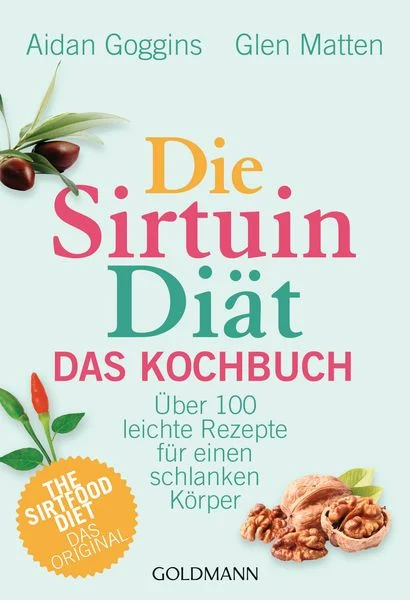 Aidan Goggins Glen Matten
Die
Sirtuin
Diät
DAS KOCHBUCH
Über 100
leichte Rezepte
für einen
schlanken
Körper
THE
SIRTFOOD
DIET
DAS
ORIGINAL
GOLDMANN